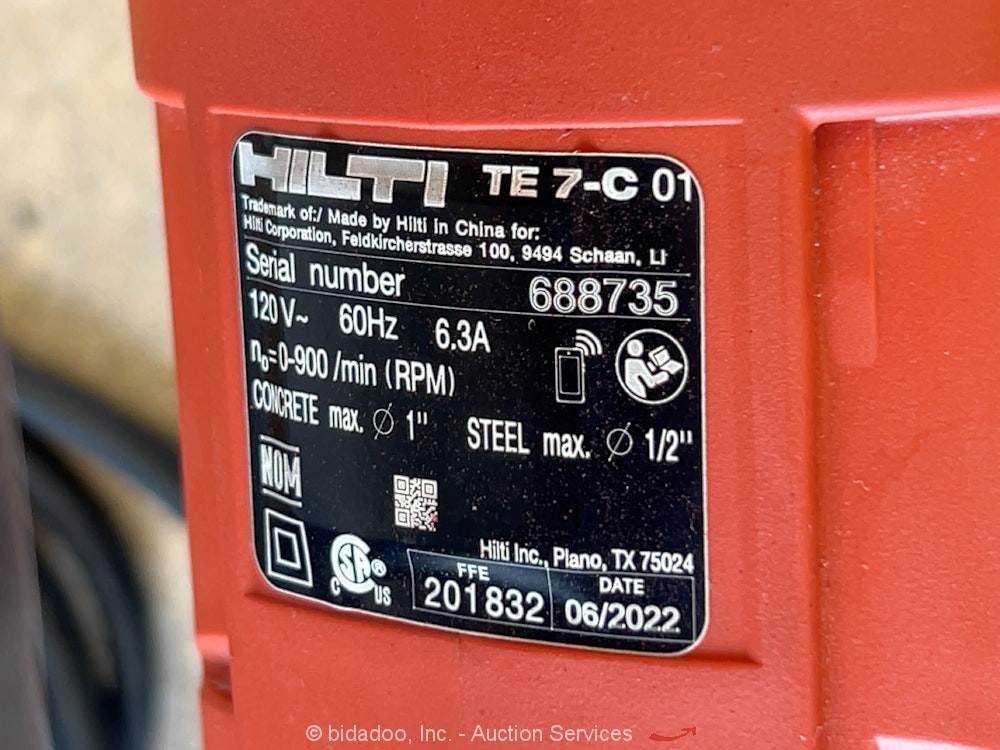 HILTI TE 7-C 01
Trademark of:/ Made by Hilti in China for:
Hilti Corporation, Feldkircherstrasse 100, 9494 Schaan, LI
Serial number 688735
120V~ 60Hz 6.3A
n₀=0-900 /min (RPM)
CONCRETE max. ∅ 1" STEEL max. ∅ 1/2"
NOM
Hilti Inc., Plano, TX 75024
C SA ® US
FFE DATE
201832 06/2022
© bidadoo, Inc. - Auction Services